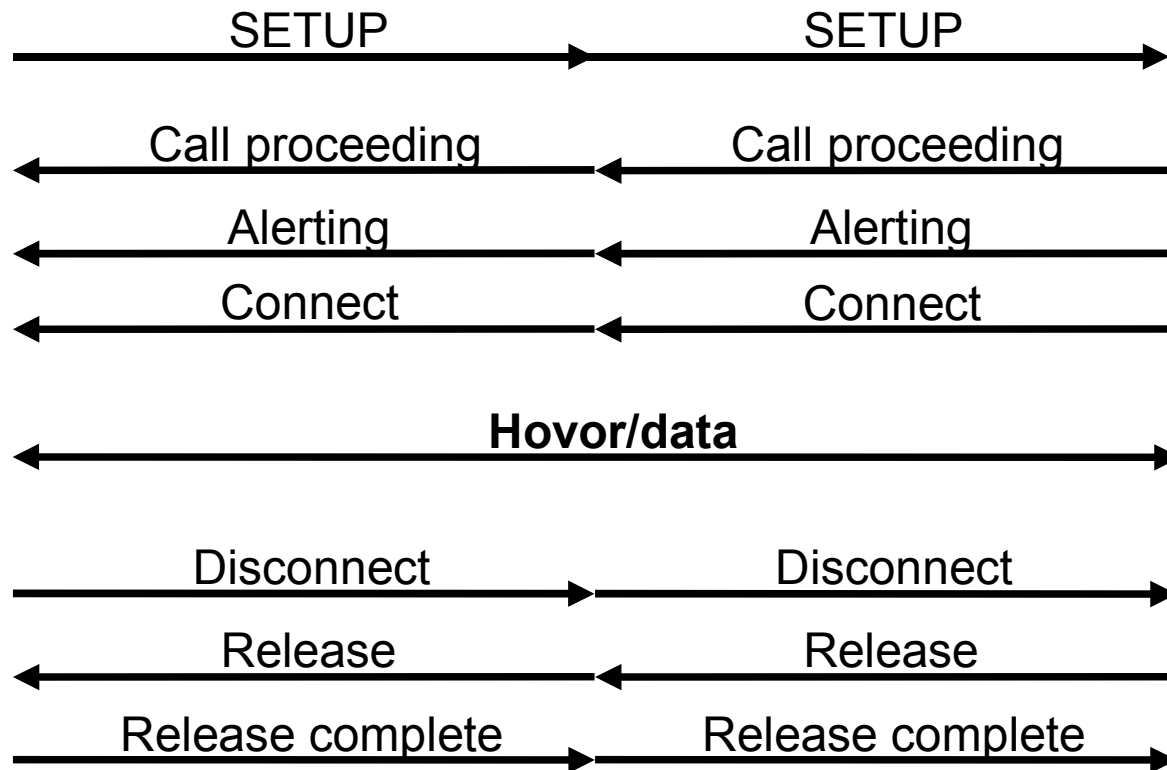 SETUP SETUP
Call proceeding Call proceeding
Alerting Alerting
Connect Connect
Hovor/data
Disconnect Disconnect
Release Release
Release complete Release complete